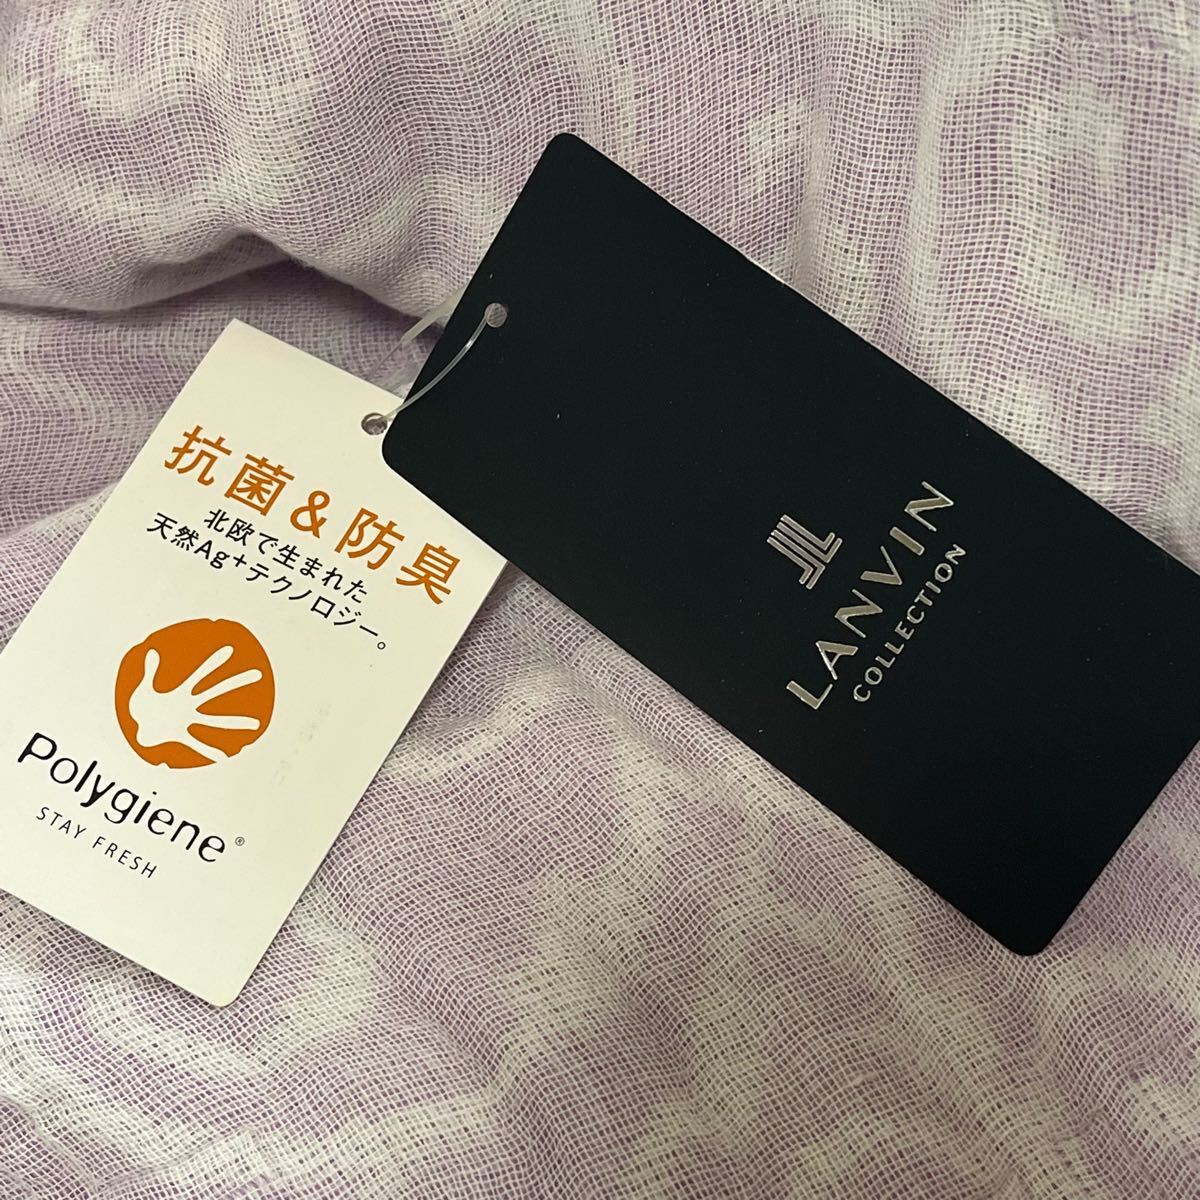 抗菌&防臭
北欧で生まれた
天然Ag+テクノロジー。
Polygiene®
STAY FRESH
LANVIN
COLLECTION